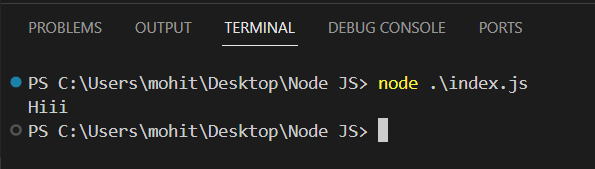 PROBLEMS OUTPUT TERMINAL DEBUG CONSOLE PORTS
PS C:\Users\mohit\Desktop\Node JS> node .\index.js
Hiii
PS C:\Users\mohit\Desktop\Node JS>